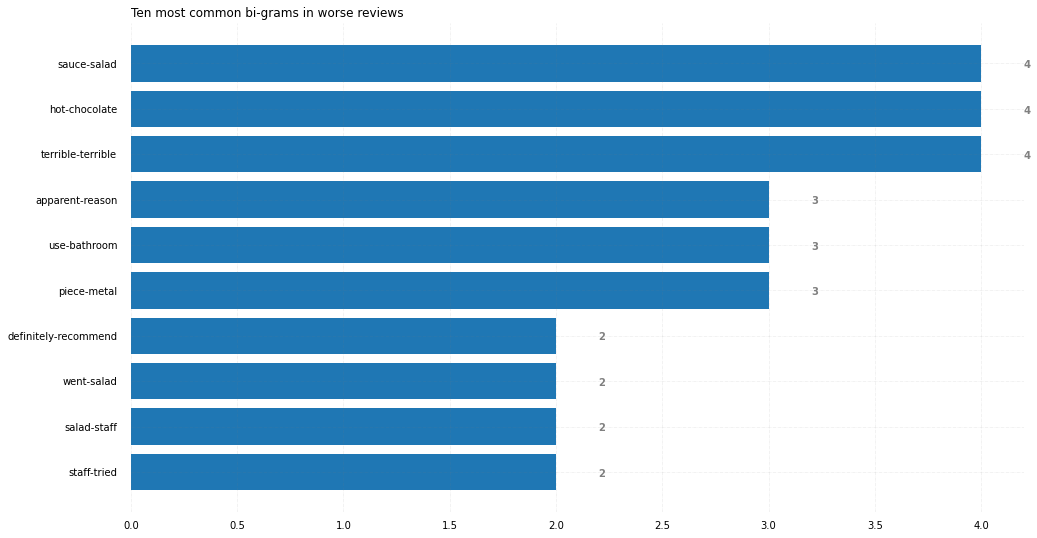 Ten most common bi-grams in worse reviews
sauce-salad 4
hot-chocolate 4
terrible-terrible 4
apparent-reason 3
use-bathroom 3
piece-metal 3
definitely-recommend 2
went-salad 2
salad-staff 2
staff-tried 2
0.0 0.5 1.0 1.5 2.0 2.5 3.0 3.5 4.0